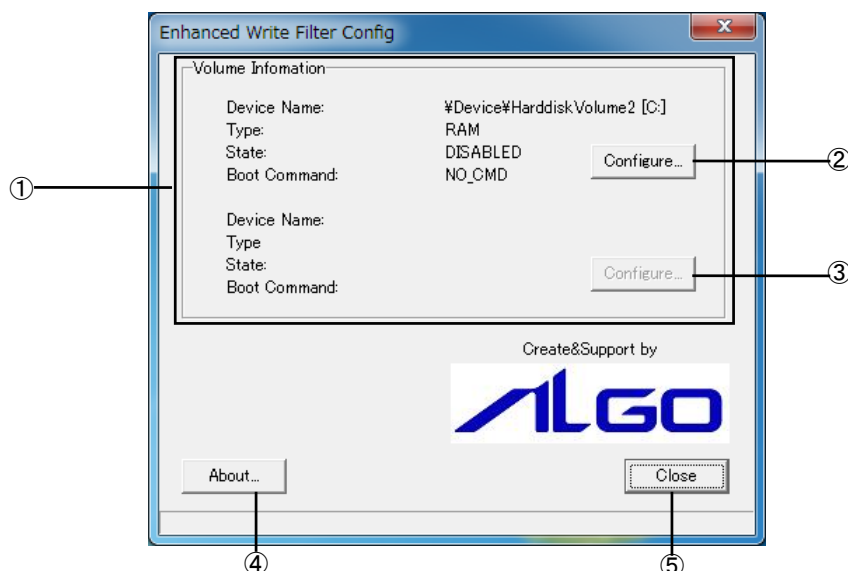 Enhanced Write Filter Config
Volume Infomation
Device Name: ¥Device¥HarddiskVolume2 [C:]
Type: RAM
State: DISABLED
Configure...
②
Boot Command: NO_CMD
①
Device Name:
Type
State:
Configure...
③
Boot Command:
Create&Support by
ALGO
About...
Close
④
⑤